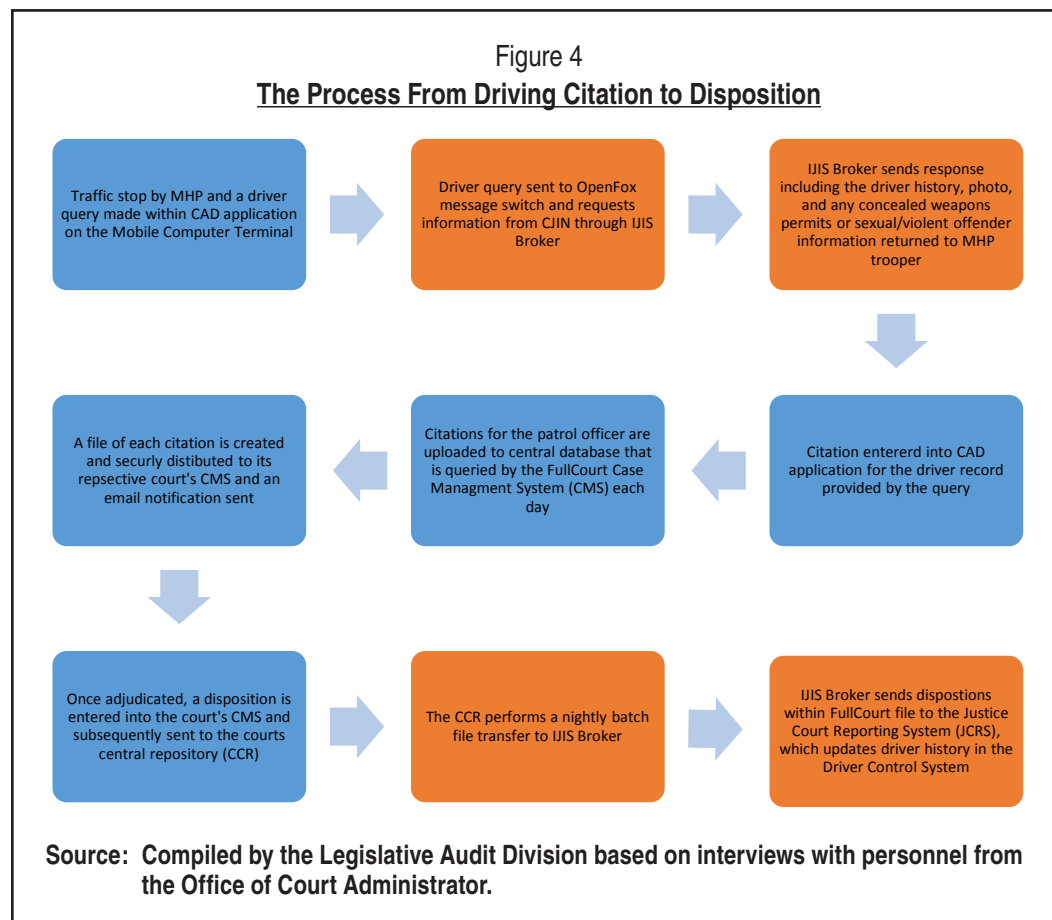 Figure 4
The Process From Driving Citation to Disposition
Traffic stop by MHP and a driver
query made within CAD application
on the Mobile Computer Terminal
Driver query sent to OpenFox
message switch and requests
information from CJIN through IJIS
Broker
IJIS Broker sends response
including the driver history, photo,
and any concealed weapons
permits or sexual/violent offender
information returned to MHP
trooper
Citation entererd into CAD
application for the driver record
provided by the query
Citations for the patrol officer are
uploaded to central database that
is queried by the FullCourt Case
Managment System (CMS) each
day
A file of each citation is created
and securly distibuted to its
repsective court's CMS and an
email notification sent
Once adjudicated, a disposition is
entered into the court's CMS and
subsequently sent to the courts
central repository (CCR)
The CCR performs a nightly batch
file transfer to IJIS Broker
IJIS Broker sends dispostions
within FullCourt file to the Justice
Court Reporting System (JCRS),
which updates driver history in the
Driver Control System
Source: Compiled by the Legislative Audit Division based on interviews with personnel from
the Office of Court Administrator.